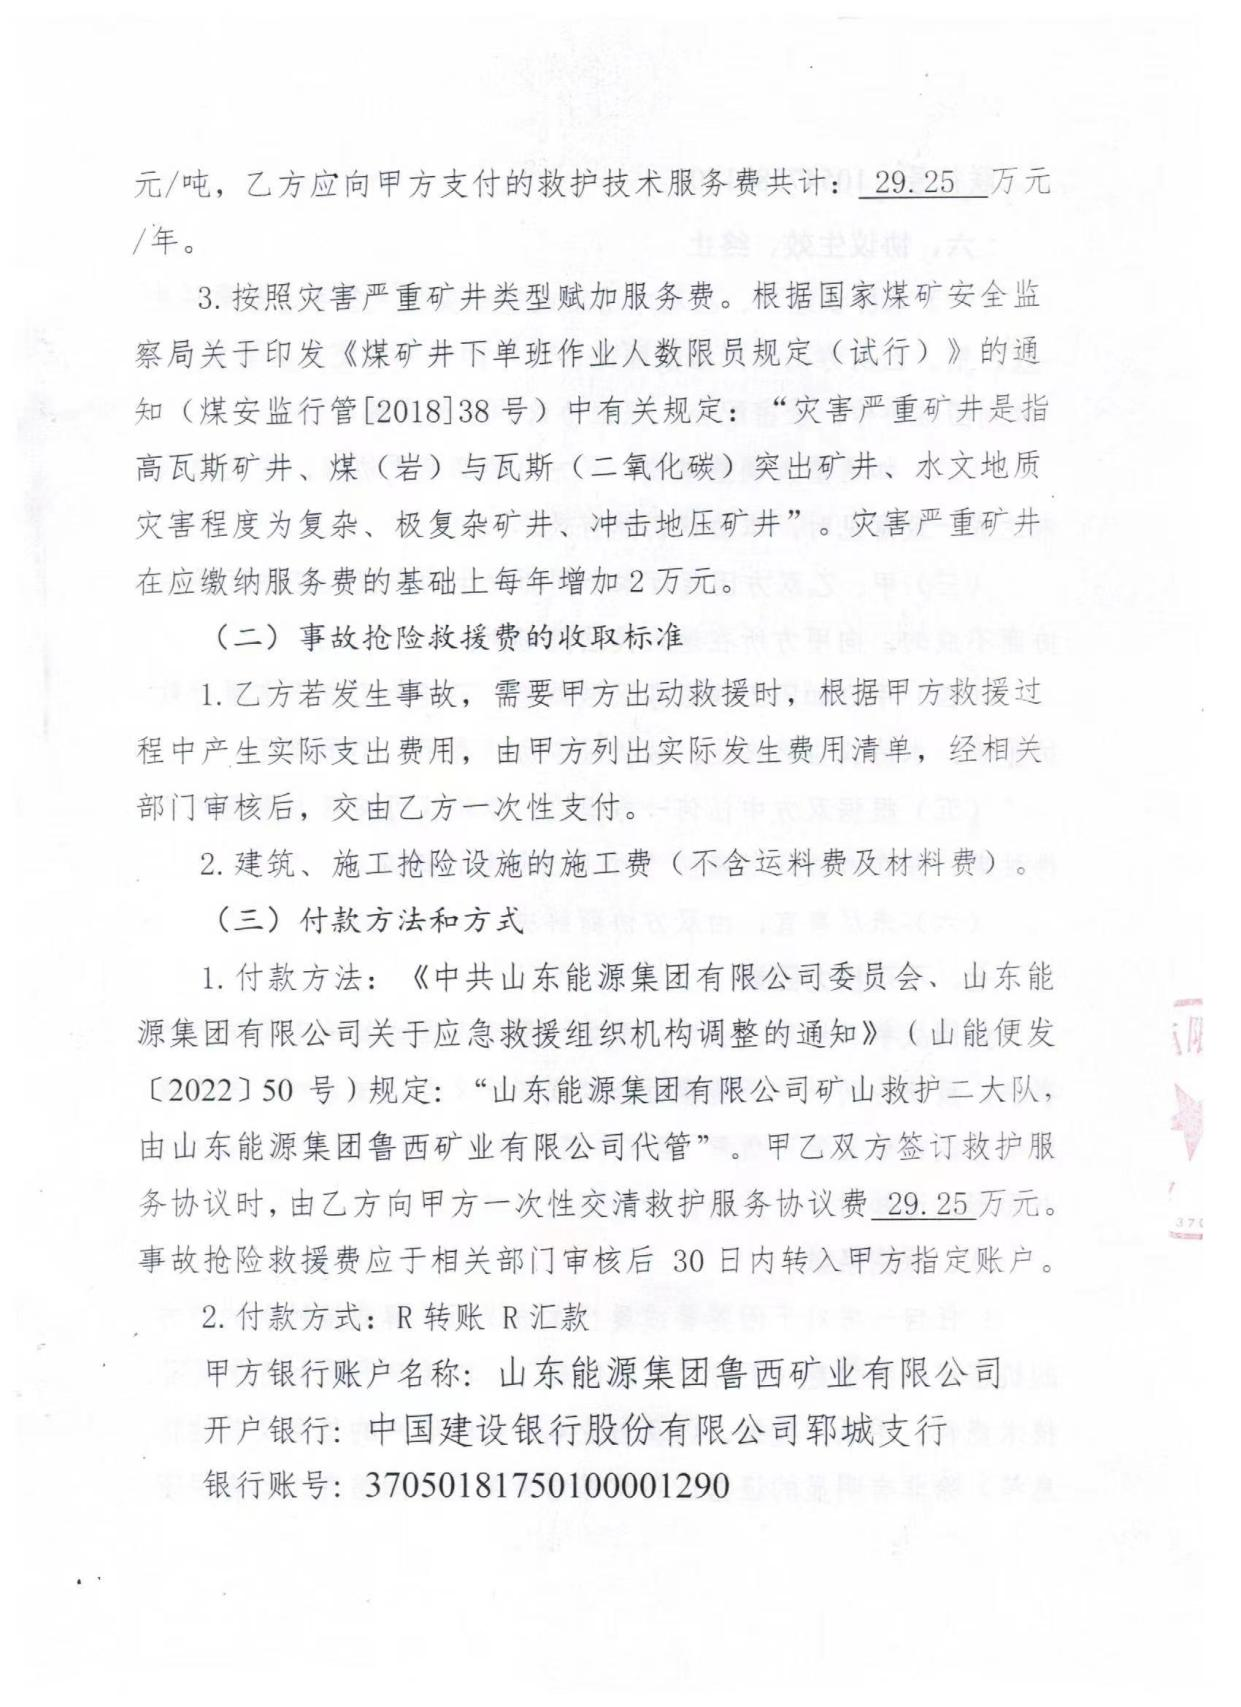 元/吨，乙方应向甲方支付的救护技术服务费共计：29.25 万元
/年。
3.按照灾害严重矿井类型赋加服务费。根据国家煤矿安全监
察局关于印发《煤矿井下单班作业人数限员规定（试行）》的通
知（煤安监行管[2018]38号）中有关规定：“灾害严重矿井是指
高瓦斯矿井、煤（岩）与瓦斯（二氧化碳）突出矿井、水文地质
灾害程度为复杂、极复杂矿井、冲击地压矿井”。灾害严重矿井
在应缴纳服务费的基础上每年增加2万元。
（二）事故抢险救援费的收取标准
1.乙方若发生事故，需要甲方出动救援时，根据甲方救援过
程中产生实际支出费用，由甲方列出实际发生费用清单，经相关
部门审核后，交由乙方一次性支付。
2.建筑、施工抢险设施的施工费（不含运料费及材料费）。
（三）付款方法和方式
1.付款方法：《中共山东能源集团有限公司委员会、山东能
源集团有限公司关于应急救援组织机构调整的通知》（山能便发
〔2022〕50 号)规定：“山东能源集团有限公司矿山救护二大队，
由山东能源集团鲁西矿业有限公司代管”。甲乙双方签订救护服
务协议时，由乙方向甲方一次性交清救护服务协议费 29.25 万元。
事故抢险救援费应于相关部门审核后 30 日内转入甲方指定账户。
2.付款方式：R 转账 R 汇款
甲方银行账户名称：山东能源集团鲁西矿业有限公司
开户银行：中国建设银行股份有限公司郓城支行
银行账号：37050181750100001290
限
370